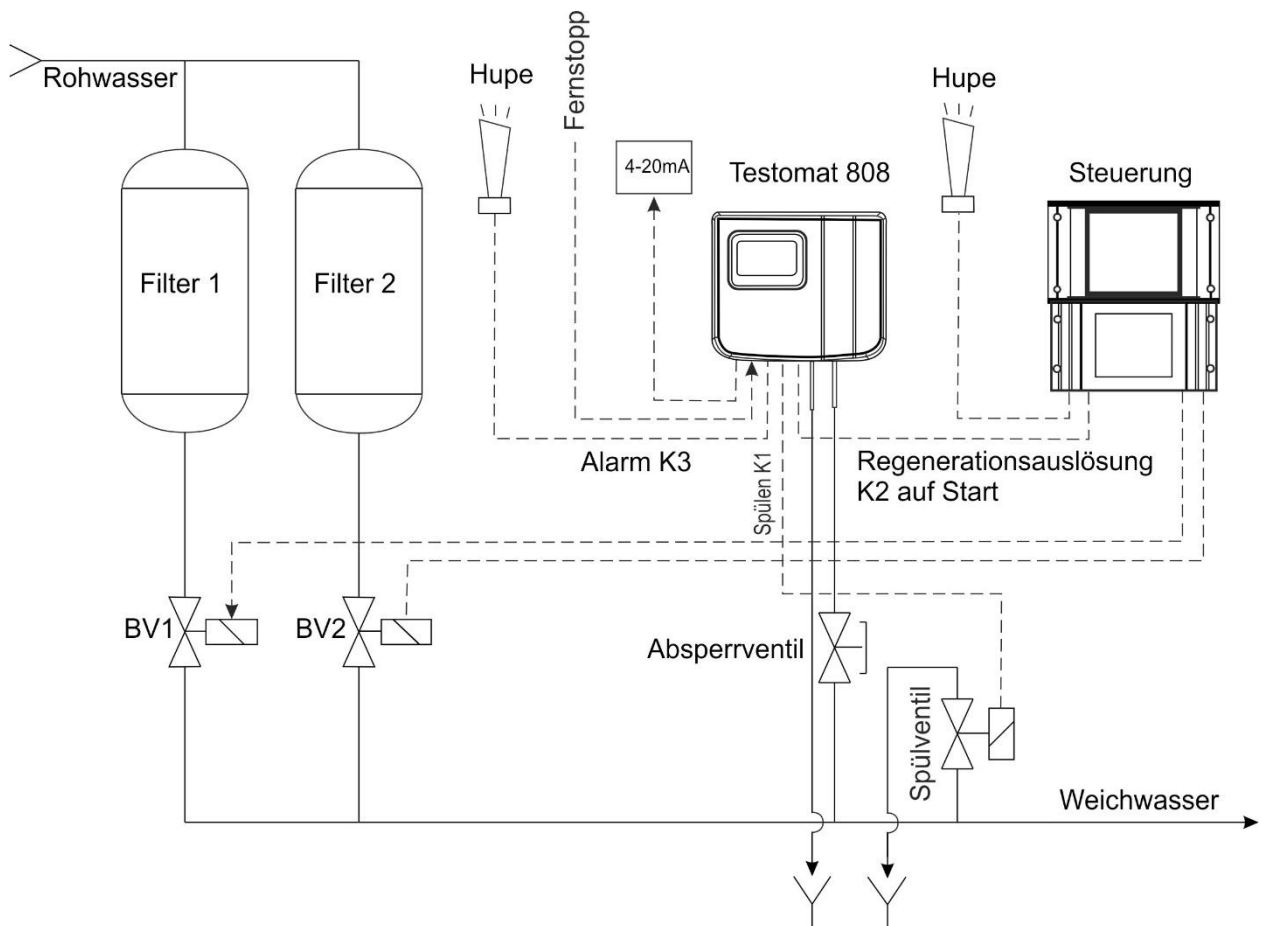 Rohwasser
Hupe
Fernstopp
4-20mA
Testomat 808
Hupe
Steuerung
Filter 1
Filter 2
Alarm K3
Spülen K1
Regenerationsauslösung
K2 auf Start
BV1
BV2
Absperrventil
Spülventil
Weichwasser